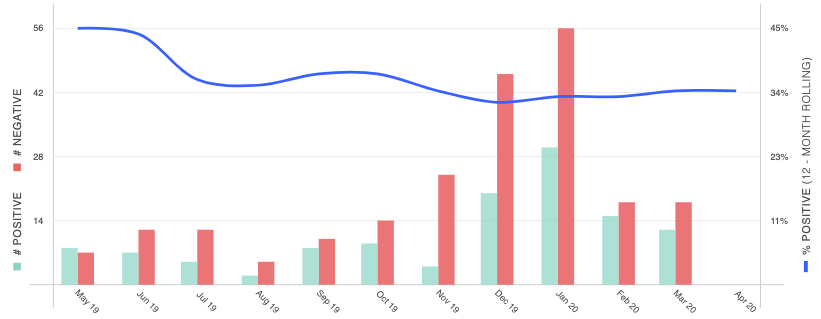 56
42
28
14
# NEGATIVE
# POSITIVE
45%
34%
23%
11%
% POSITIVE (12 - MONTH ROLLING)
May 19
Jun 19
Jul 19
Aug 19
Sep 19
Oct 19
Nov 19
Dec 19
Jan 20
Feb 20
Mar 20
Apr 20